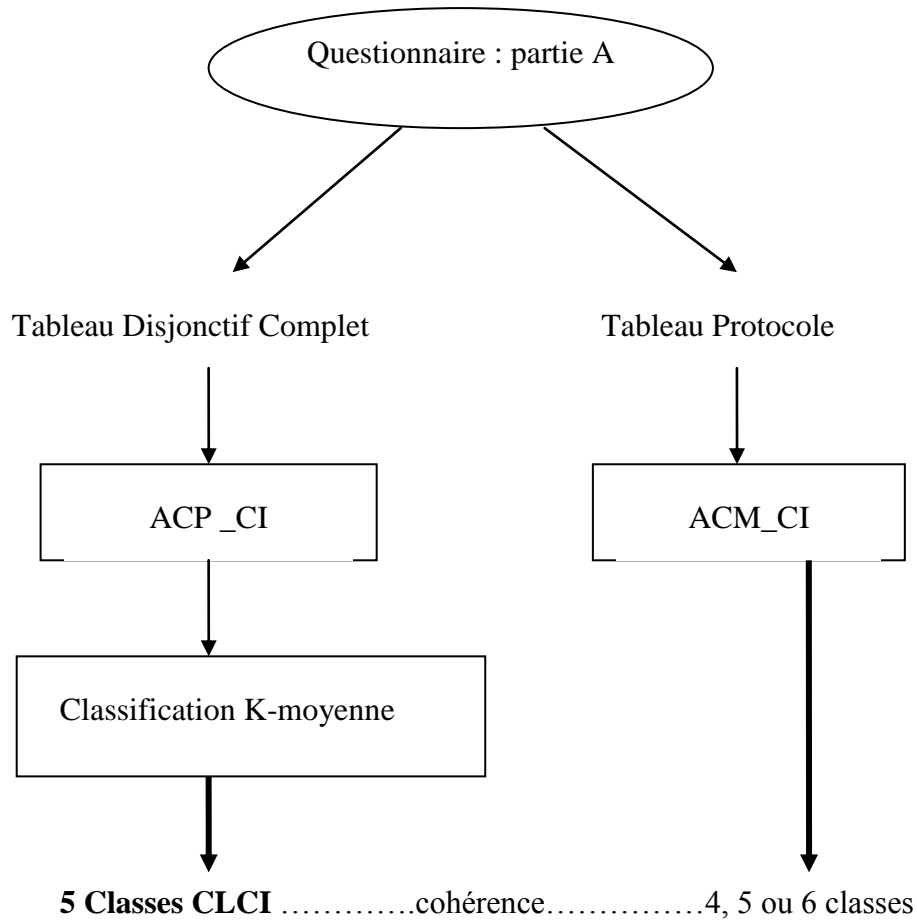 Questionnaire : partie A
Tableau Disjonctif Complet
Tableau Protocole
ACP _CI
ACM_CI
Classification K-moyenne
5 Classes CLCI ………….cohérence……………4, 5 ou 6 classes